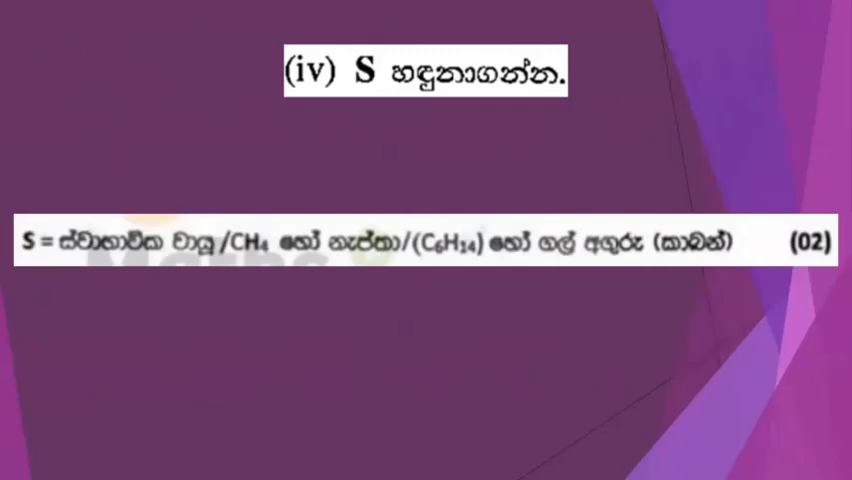 (iv) S හඳුනාගන්න.
S = ස්වාභාවික වායු /CH₄ හෝ නැප්තා/(C₆H₁₄) හෝ ගල් අඟුරු (කාබන්) (02)